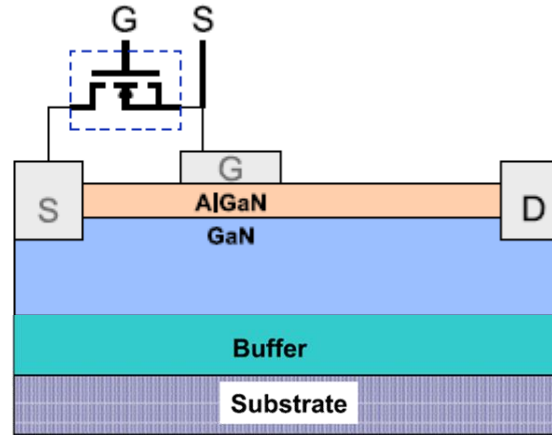 G S
G
S
D
AlGaN
GaN
Buffer
Substrate